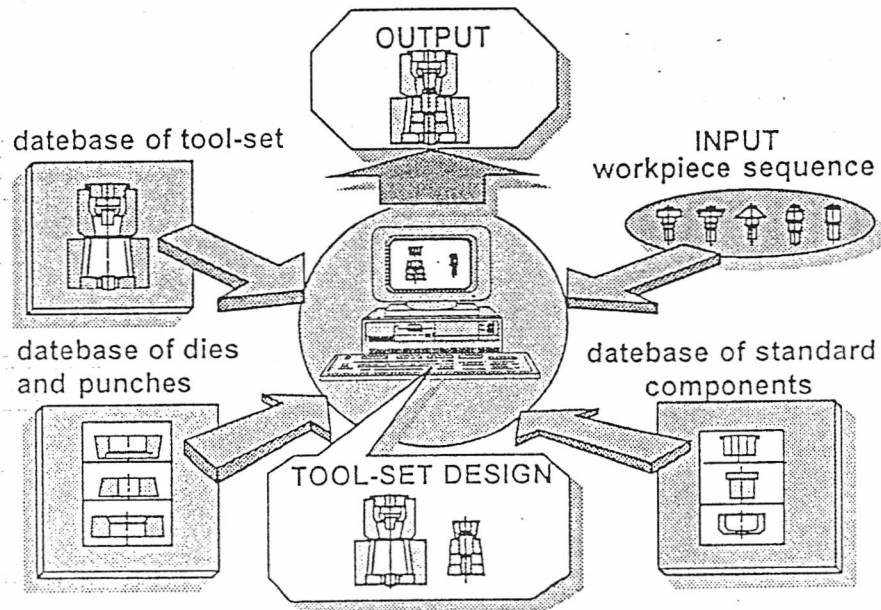 OUTPUT
datebase of tool-set
INPUT
workpiece sequence
datebase of dies
and punches
datebase of standard
components
TOOL-SET DESIGN